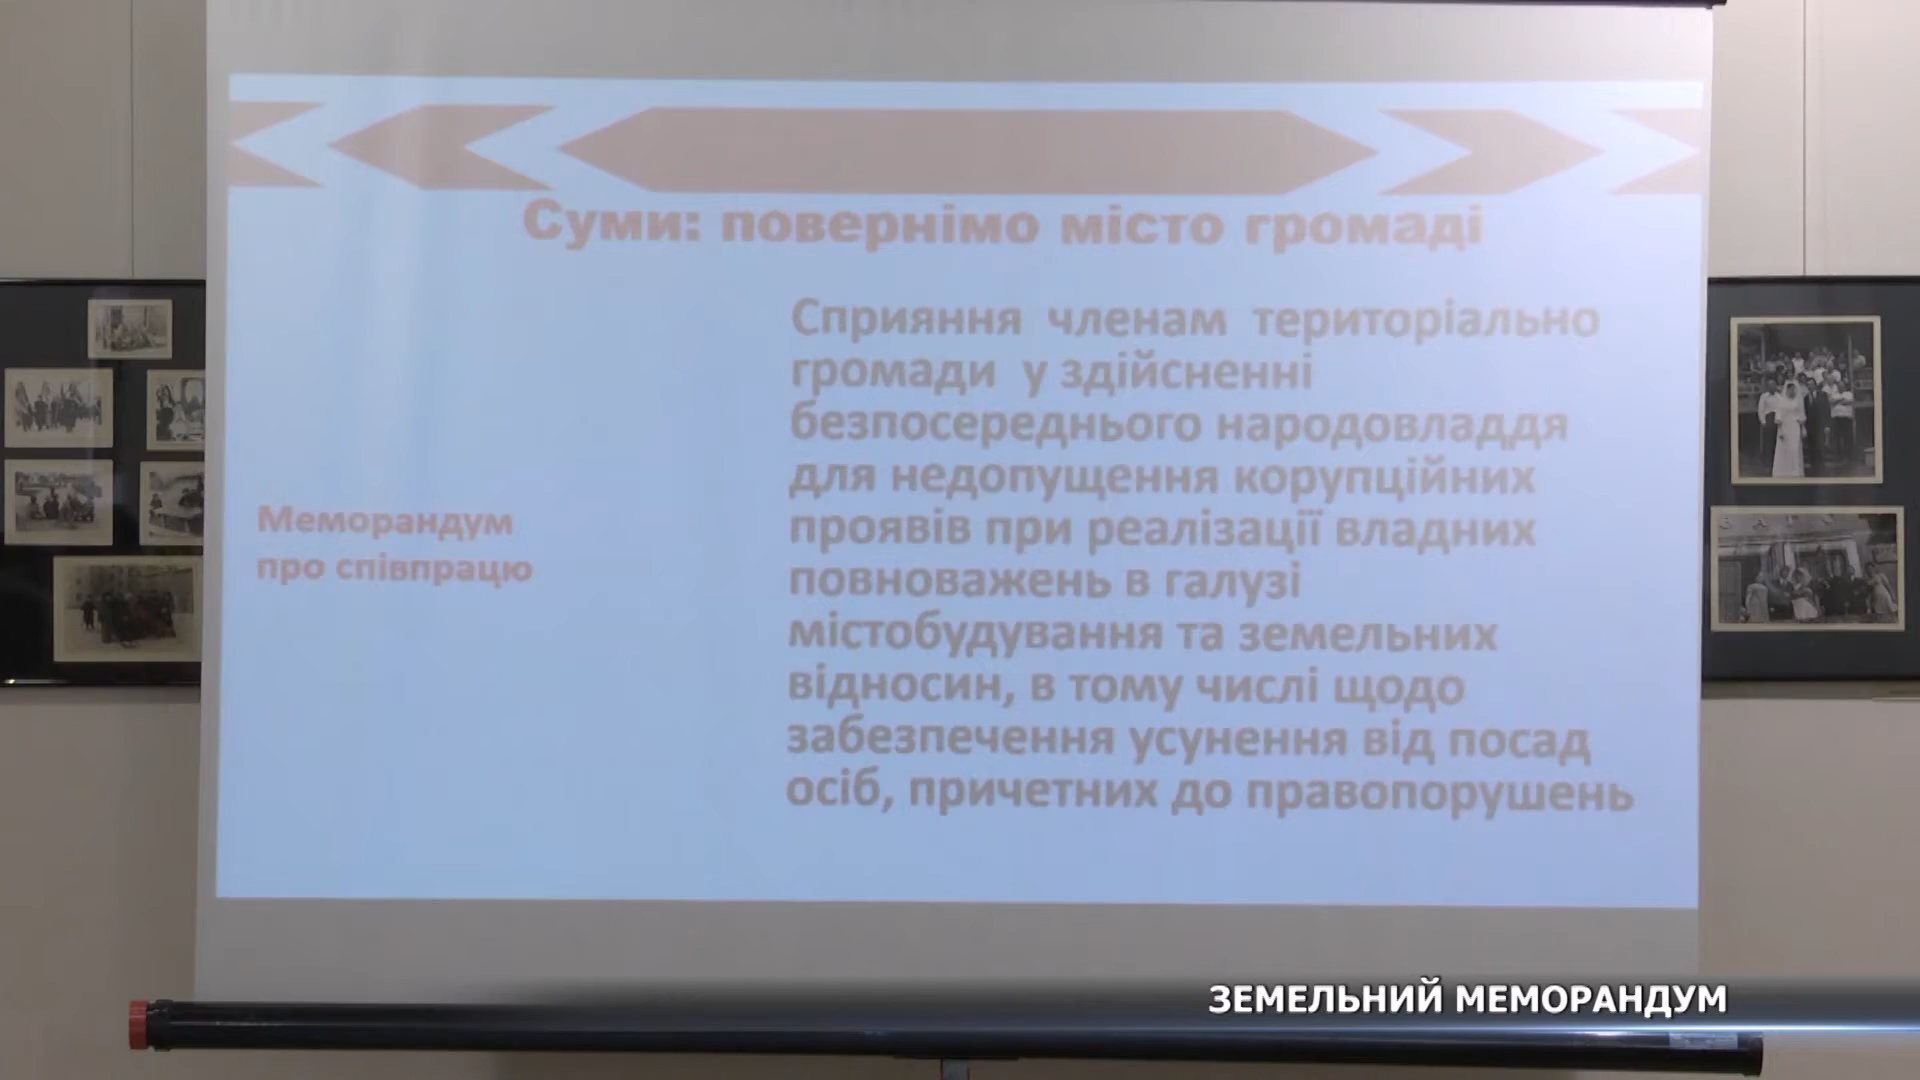 Суми: повернімо місто громаді
Меморандум
про співпрацю
Сприяння членам територіально
громади у здійсненні
безпосереднього народовладдя
для недопущення корупційних
проявів при реалізації владних
повноважень в галузі
містобудування та земельних
відносин, в тому числі щодо
забезпечення усунення від посад
осіб, причетних до правопорушень
ЗЕМЕЛЬНИЙ МЕМОРАНДУМ